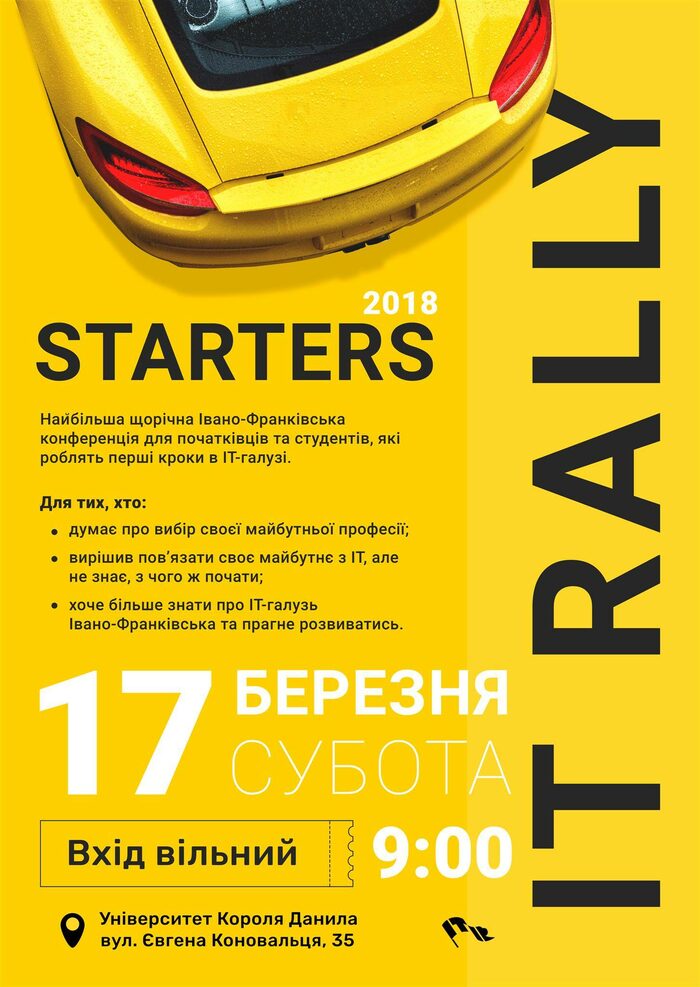 2018
STARTERS
Найбільша щорічна Івано-Франківська
конференція для початківців та студентів, які
роблять перші кроки в ІТ-галузі.
Для тих, хто:
• думає про вибір своєї майбутньої професії;
• вирішив пов’язати своє майбутнє з ІТ, але
не знає, з чого ж почати;
• хоче більше знати про ІТ-галузь
Івано-Франківська та прагне розвиватись.
17
БЕРЕЗНЯ
СУБОТА
Вхід вільний
9:00
Університет Короля Данила
вул. Євгена Коновальця, 35
IT RALLY